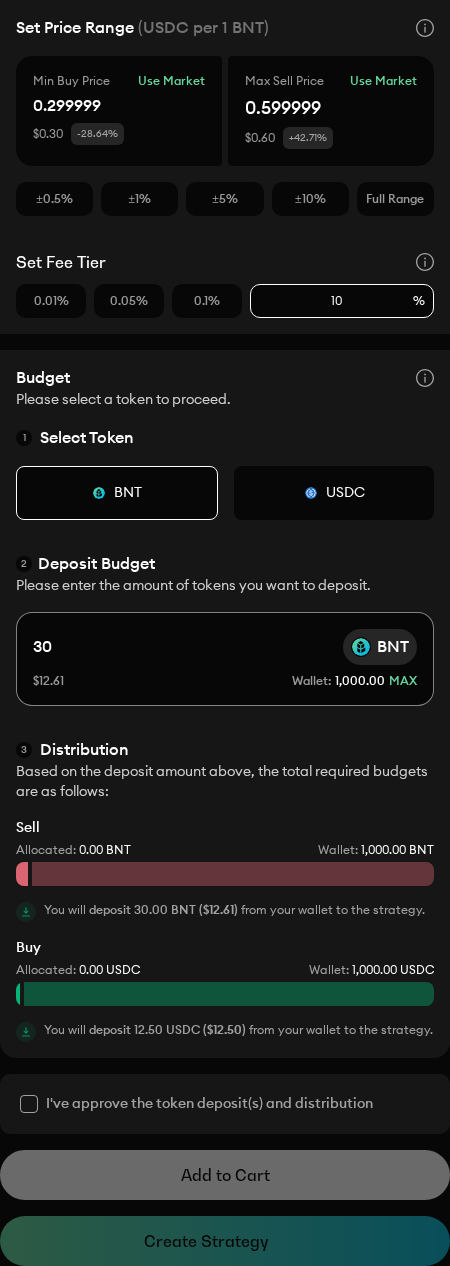 Set Price Range (USDC per 1 BNT)
Min Buy Price Use Market
0.299999
$0.30 -28.64%
Max Sell Price Use Market
0.599999
$0.60 +42.71%
±0.5% ±1% ±5% ±10% Full Range
Set Fee Tier
0.01% 0.05% 0.1% 10 %
Budget
Please select a token to proceed.
1 Select Token
BNT USDC
2 Deposit Budget
Please enter the amount of tokens you want to deposit.
30 BNT
$12.61 Wallet: 1,000.00 MAX
3 Distribution
Based on the deposit amount above, the total required budgets
are as follows:
Sell
Allocated: 0.00 BNT Wallet: 1,000.00 BNT
You will deposit 30.00 BNT ($12.61) from your wallet to the strategy.
Buy
Allocated: 0.00 USDC Wallet: 1,000.00 USDC
You will deposit 12.50 USDC ($12.50) from your wallet to the strategy.
I've approve the token deposit(s) and distribution
Add to Cart
Create Strategy